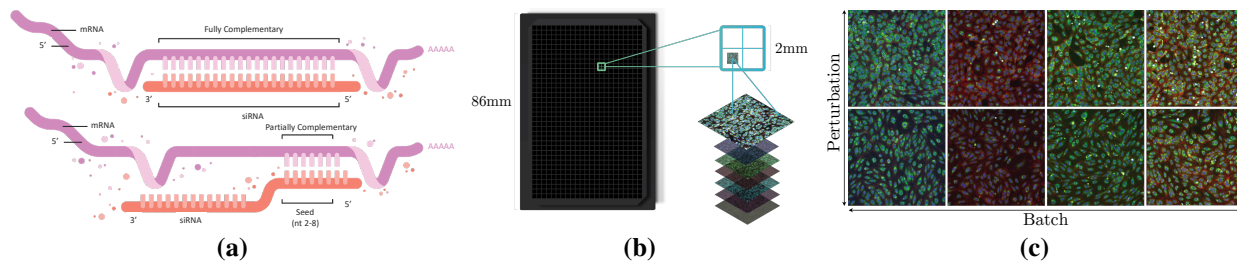 mRNA
5'
Fully Complementary
AAAAA
3'
5'
siRNA
mRNA
5'
Partially Complementary
AAAAA
3'
siRNA
Seed
(nt 2-8)
5'
(a)
86mm
2mm
(b)
Perturbation
Batch
(c)